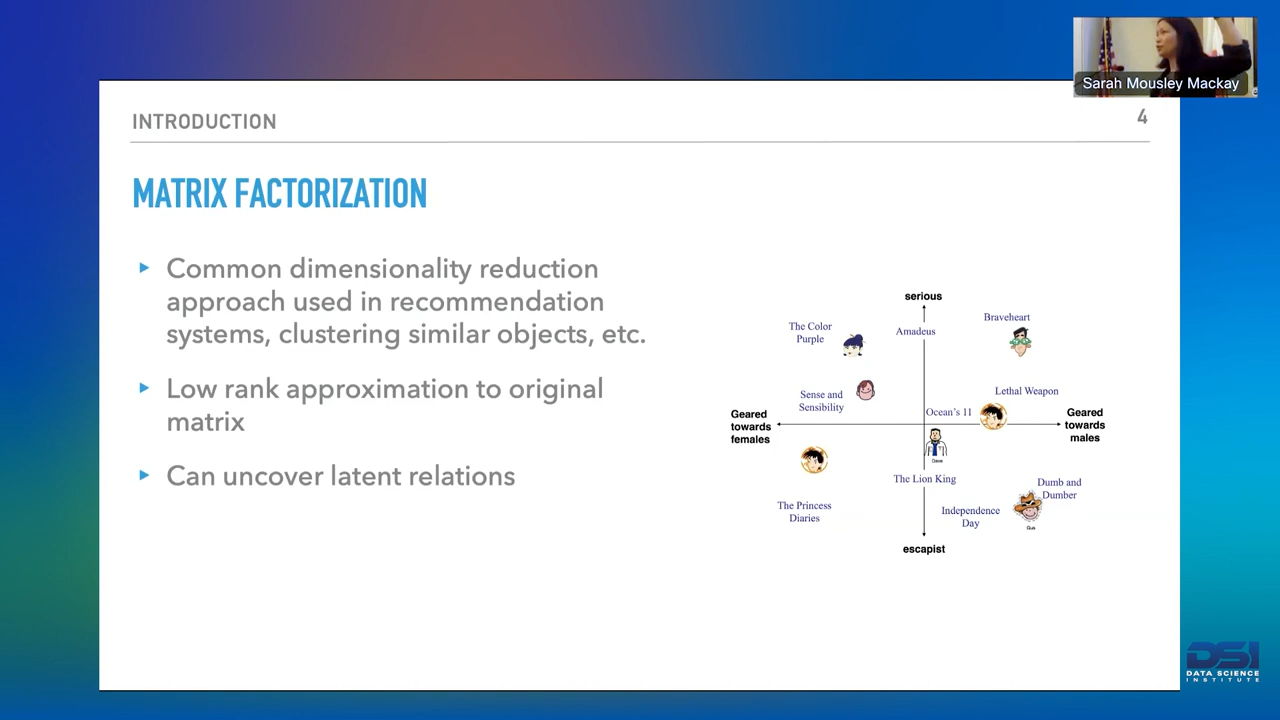 Sarah Mousley Mackay
INTRODUCTION
4
MATRIX FACTORIZATION
Common dimensionality reduction
approach used in recommendation
systems, clustering similar objects, etc.
Low rank approximation to original
matrix
Can uncover latent relations
serious
Braveheart
The Color
Purple
Amadeus
Lethal Weapon
Sense and
Sensibility
Ocean's 11
Geared
towards
females
Geared
towards
males
Dave
The Lion King
Dumb and
Dumber
The Princess
Diaries
Independence
Day
Gus
escapist
DSI
DATA SCIENCE
INSTITUTE